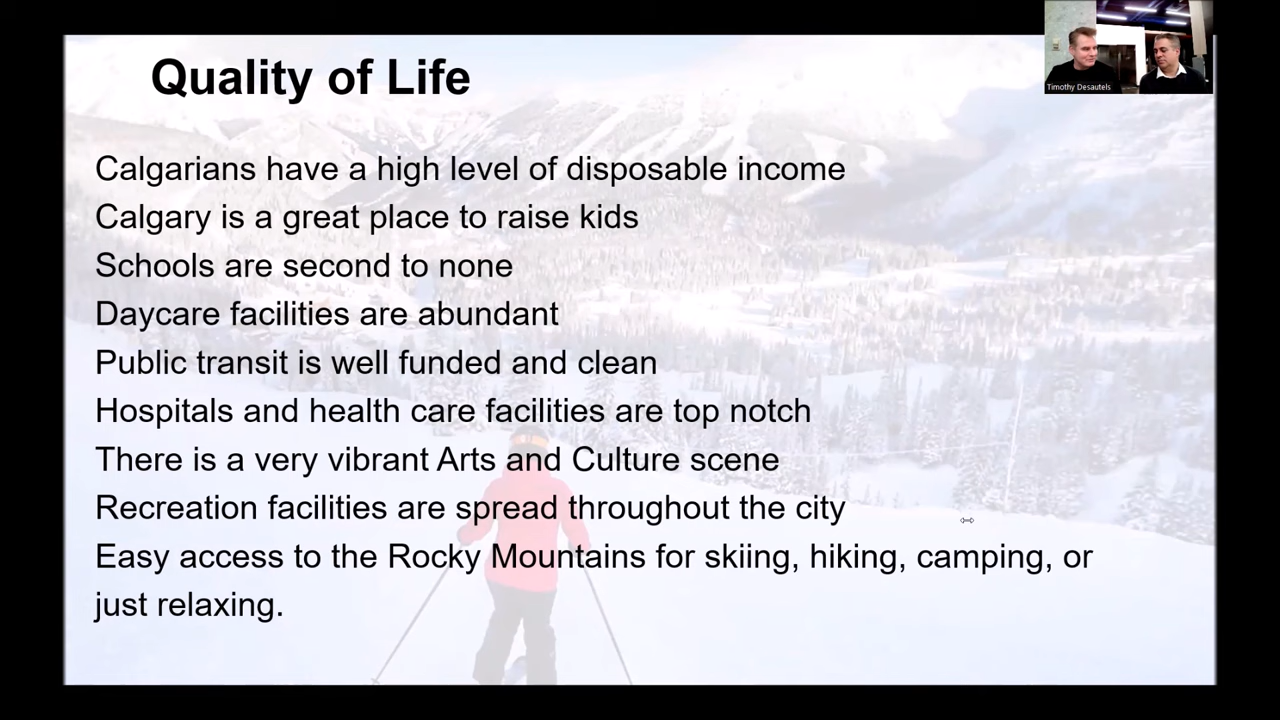 Quality of Life
Timothy Desautels
Calgarians have a high level of disposable income
Calgary is a great place to raise kids
Schools are second to none
Daycare facilities are abundant
Public transit is well funded and clean
Hospitals and health care facilities are top notch
There is a very vibrant Arts and Culture scene
Recreation facilities are spread throughout the city
Easy access to the Rocky Mountains for skiing, hiking, camping, or
just relaxing.